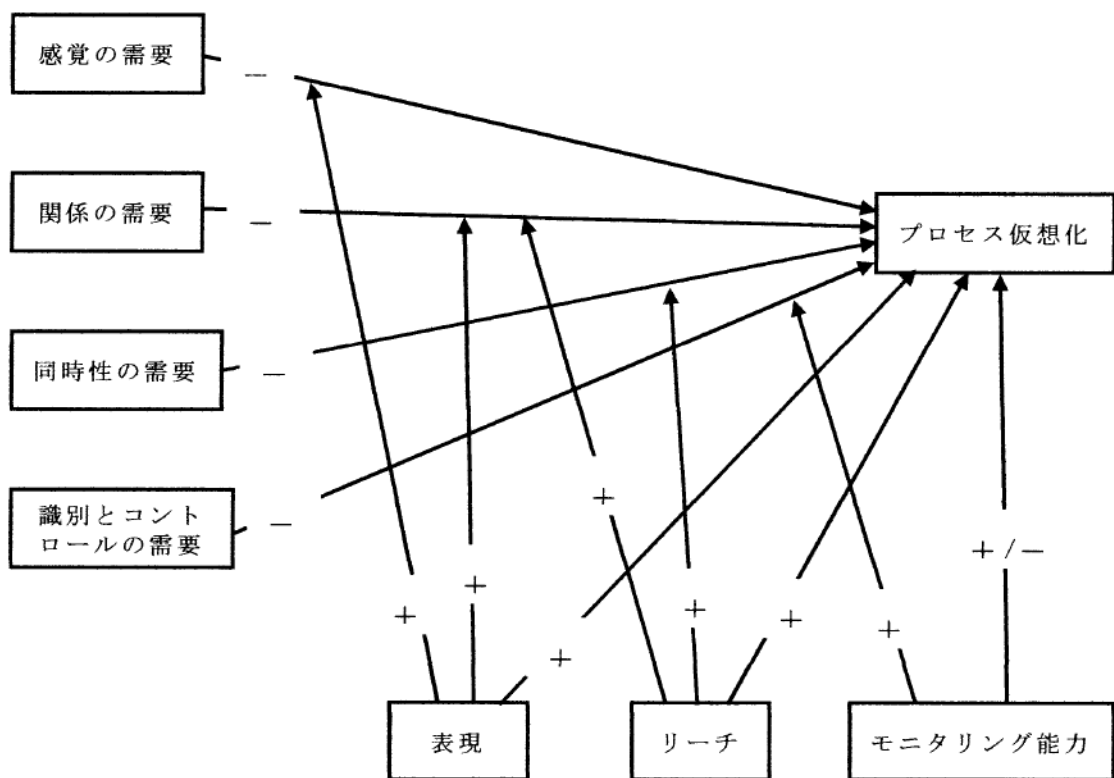 感覚の需要
－
関係の需要
－
プロセス仮想化
同時性の需要
－
識別とコント
ロールの需要
－
＋
＋/－
＋
＋
＋
＋
＋
＋
表現
リーチ
モニタリング能力